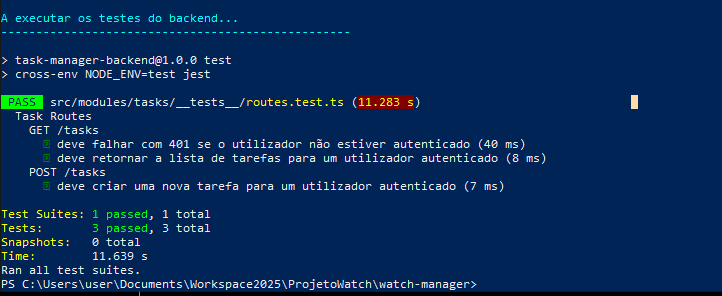 A executar os testes do backend...
--------------------------------------------------
> task-manager-backend@1.0.0 test
> cross-env NODE_ENV=test jest
PASS src/modules/tasks/__tests__/routes.test.ts (11.283 s)
Task Routes
GET /tasks
deve falhar com 401 se o utilizador não estiver autenticado (40 ms)
deve retornar a lista de tarefas para um utilizador autenticado (8 ms)
POST /tasks
deve criar uma nova tarefa para um utilizador autenticado (7 ms)
Test Suites: 1 passed, 1 total
Tests: 3 passed, 3 total
Snapshots: 0 total
Time: 11.639 s
Ran all test suites.
PS C:\Users\user\Documents\Workspace2025\ProjetoWatch\watch-manager>